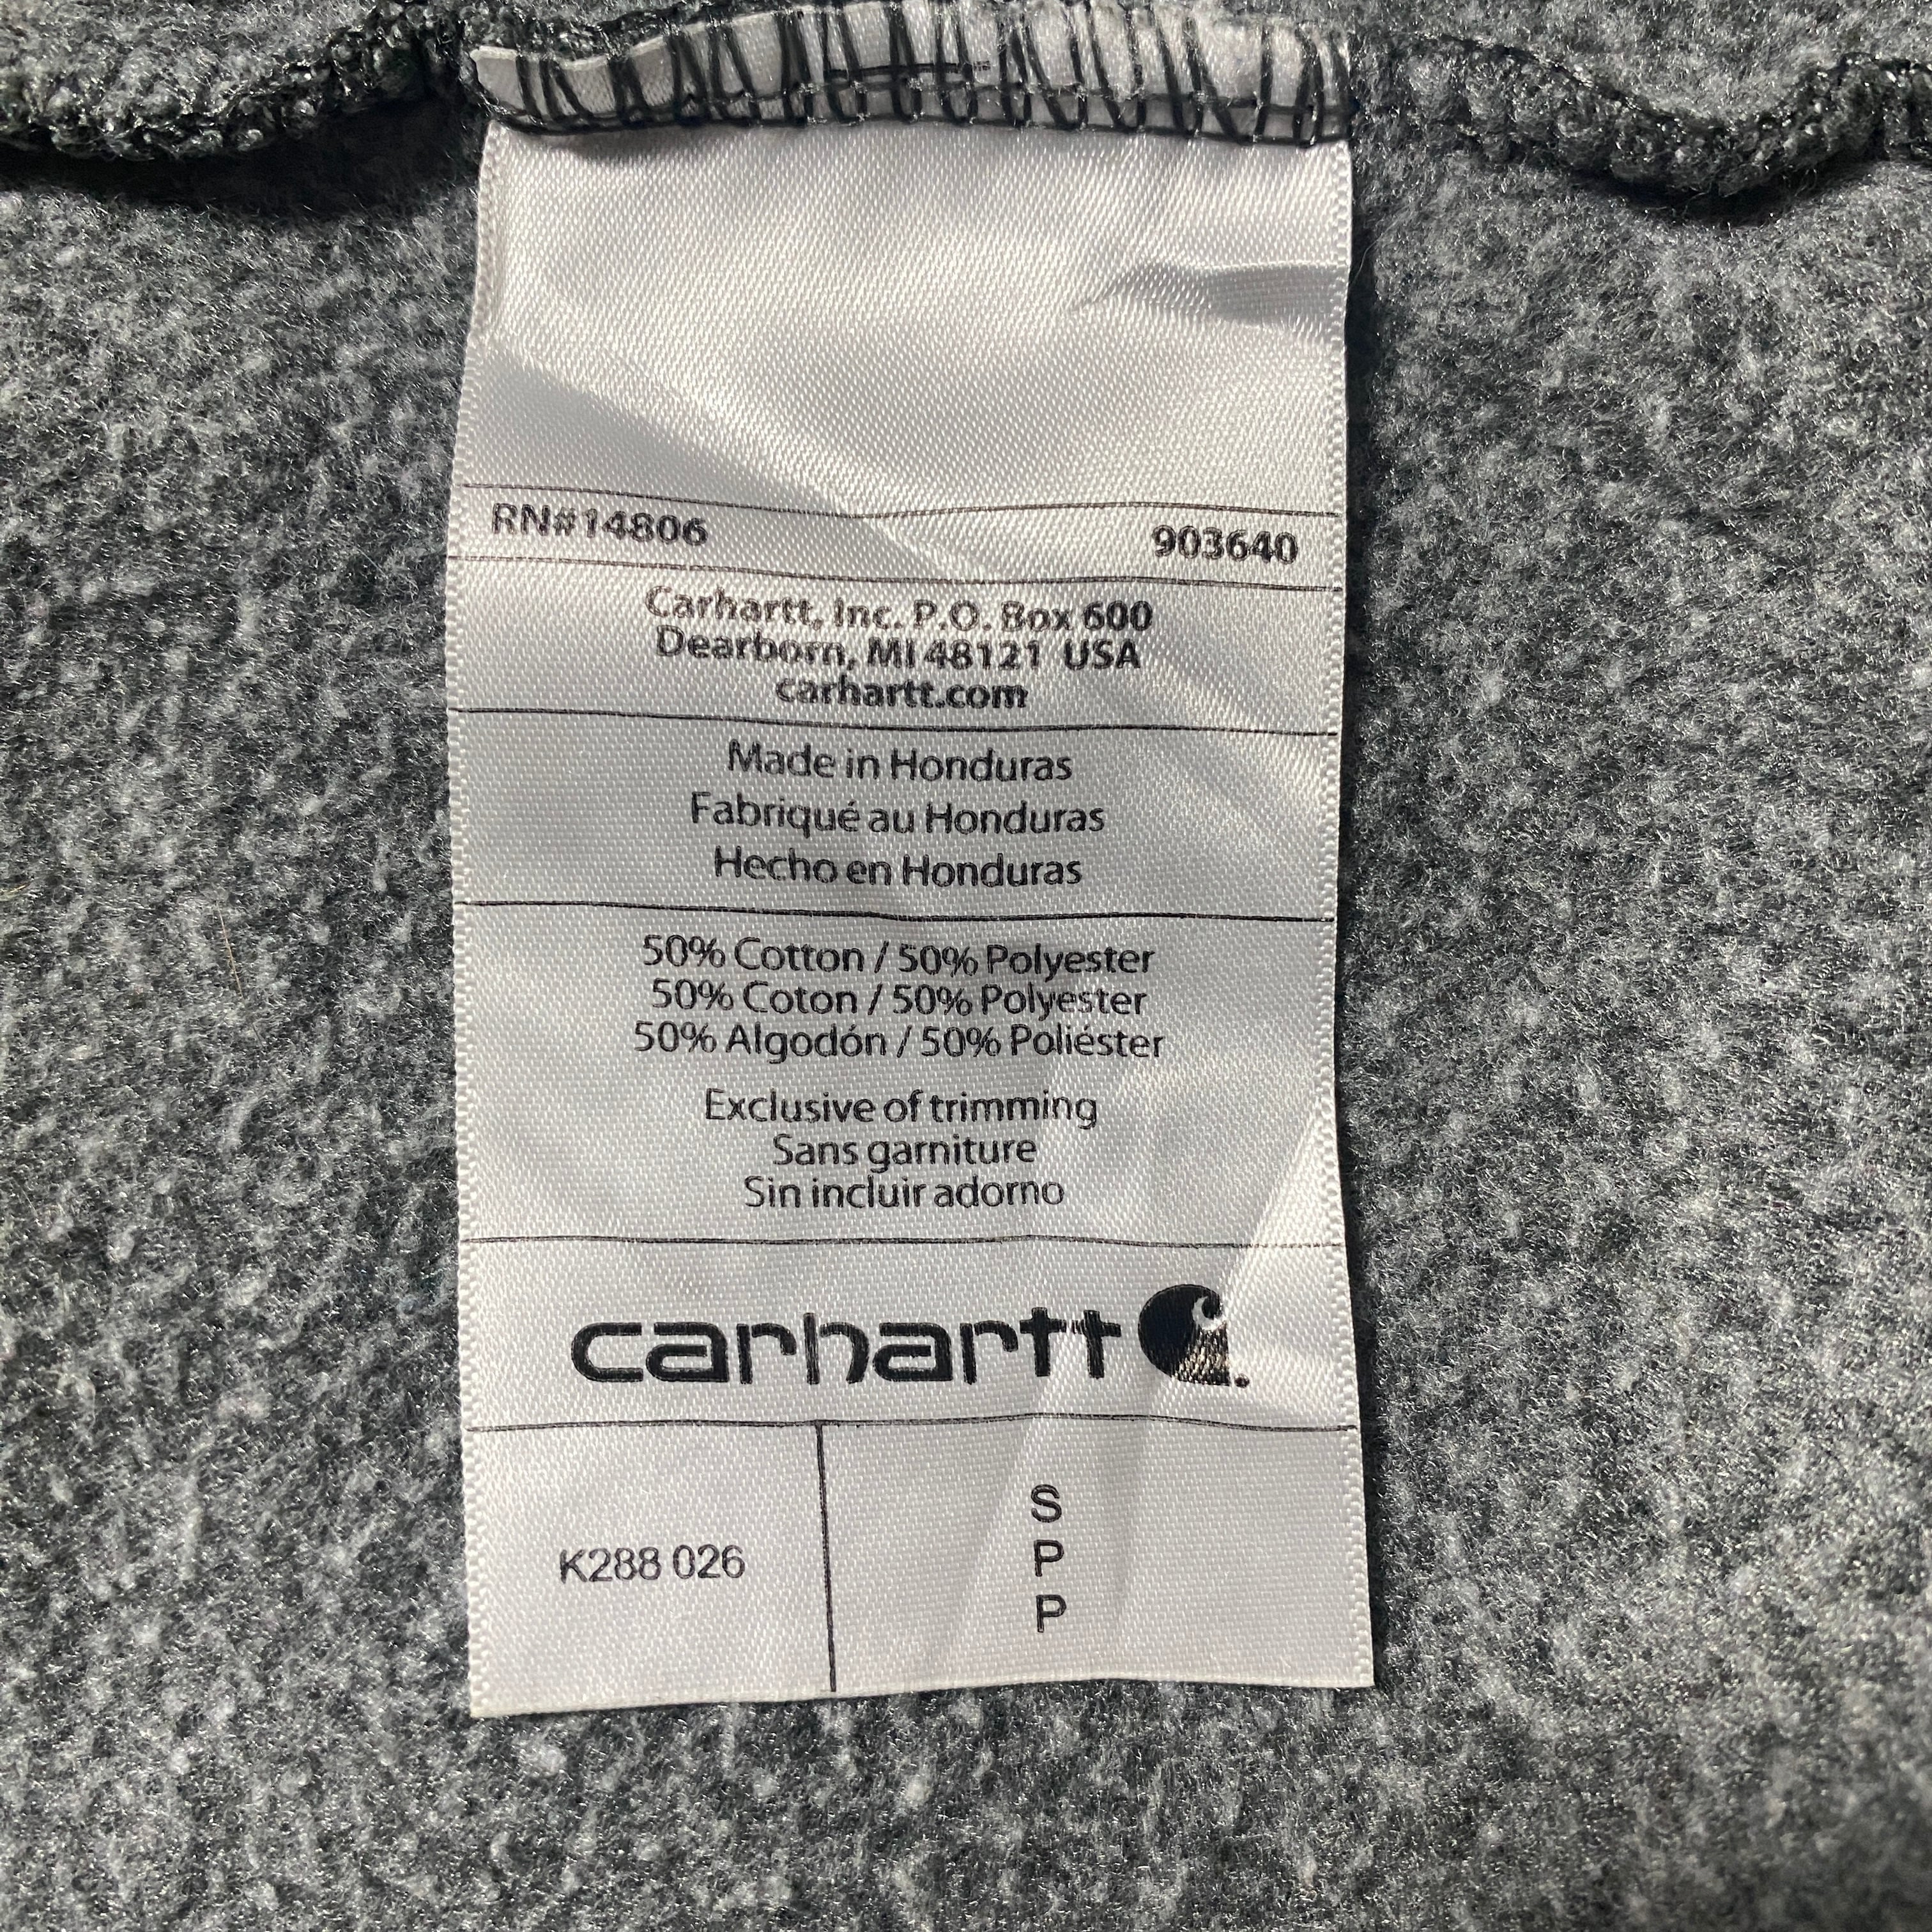 RN#14806 903640
Carhartt, Inc. P.O. Box 600
Dearborn, MI 48121 USA
carhartt.com
Made in Honduras
Fabriqué au Honduras
Hecho en Honduras
50% Cotton / 50% Polyester
50% Coton / 50% Polyester
50% Algodón / 50% Poliéster
Exclusive of trimming
Sans garniture
Sin incluir adorno
carhartt
K288 026
S
P
P